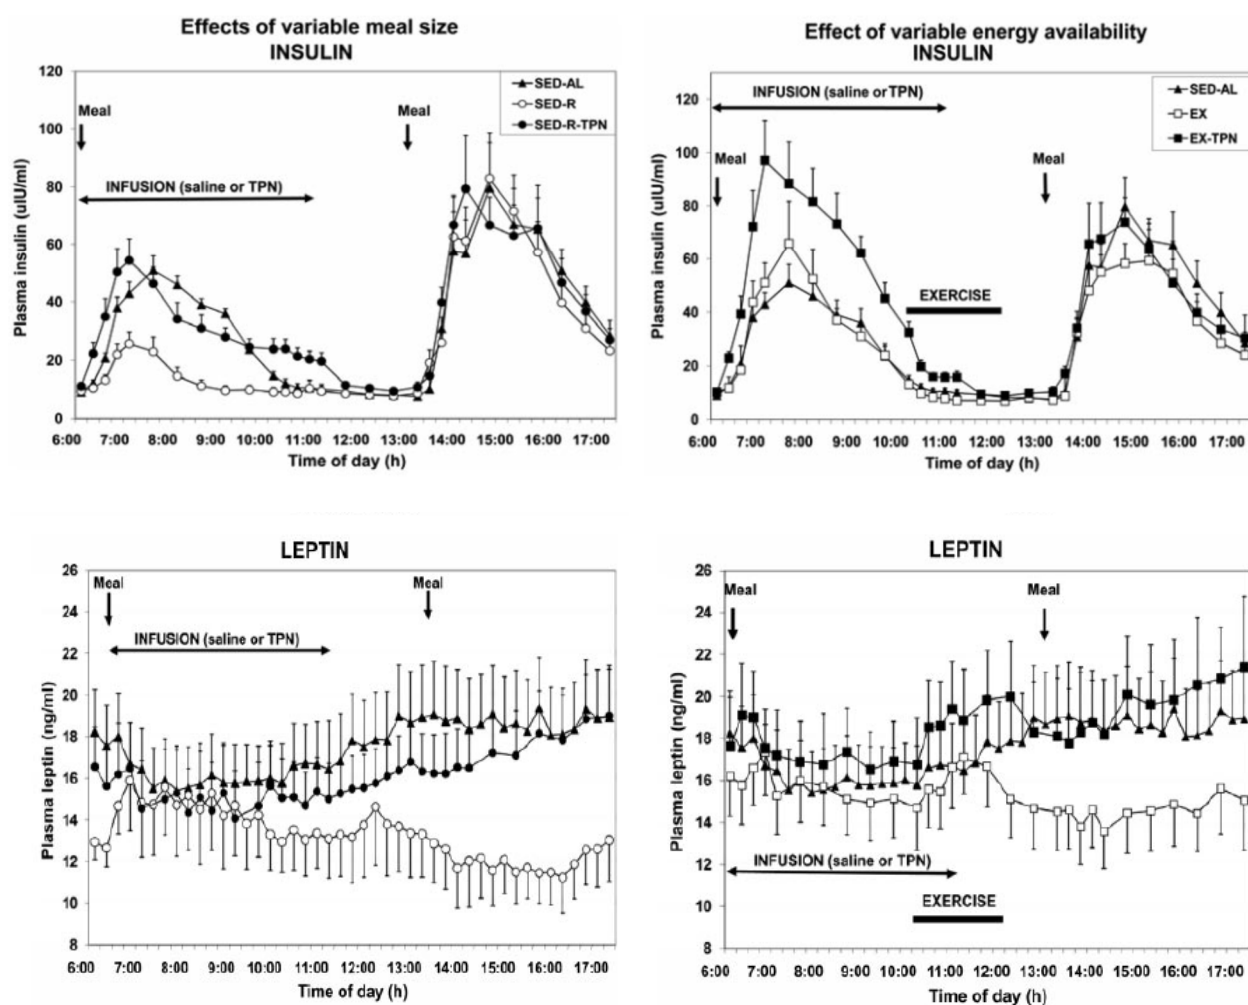 Effects of variable meal size
INSULIN
120
100
80
60
40
20
0
Plasma insulin (uIU/ml)
Meal
Meal
INFUSION (saline or TPN)
SED-AL
SED-R
SED-R-TPN
6:00 7:00 8:00 9:00 10:00 11:00 12:00 13:00 14:00 15:00 16:00 17:00
Time of day (h)
Effect of variable energy availability
INSULIN
120
100
80
60
40
20
0
Plasma insulin (uIU/ml)
INFUSION (saline or TPN)
Meal
Meal
EXERCISE
SED-AL
EX
EX-TPN
6:00 7:00 8:00 9:00 10:00 11:00 12:00 13:00 14:00 15:00 16:00 17:00
Time of day (h)
LEPTIN
26
24
22
20
18
16
14
12
10
8
Plasma leptin (ng/ml)
Meal
Meal
INFUSION (saline or TPN)
6:00 7:00 8:00 9:00 10:00 11:00 12:00 13:00 14:00 15:00 16:00 17:00
Time of day (h)
LEPTIN
26
24
22
20
18
16
14
12
10
8
Plasma leptin (ng/ml)
Meal
Meal
INFUSION (saline or TPN)
EXERCISE
6:00 7:00 8:00 9:00 10:00 11:00 12:00 13:00 14:00 15:00 16:00 17:00
Time of day (h)